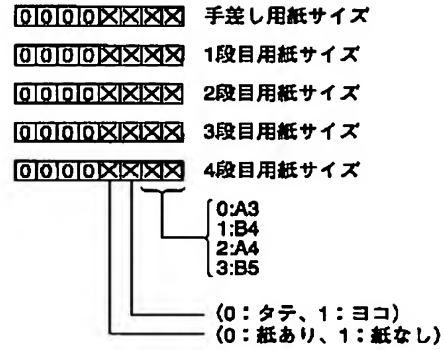 0000XXXX 手差し用紙サイズ
0000XXXX 1段目用紙サイズ
0000XXXX 2段目用紙サイズ
0000XXXX 3段目用紙サイズ
0000XXXX 4段目用紙サイズ
0:A3
1:B4
2:A4
3:B5
(0:タテ、1:ヨコ)
(0:紙あり、1:紙なし)